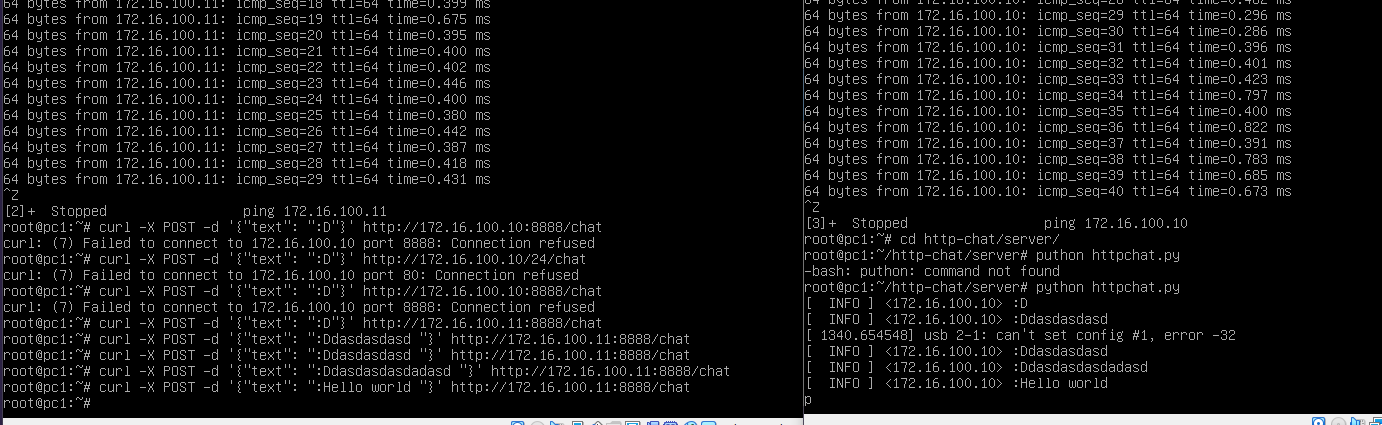 64 bytes from 172.16.100.11: icmp_seq=18 ttl=64 time=0.399 ms
64 bytes from 172.16.100.11: icmp_seq=19 ttl=64 time=0.675 ms
64 bytes from 172.16.100.11: icmp_seq=20 ttl=64 time=0.395 ms
64 bytes from 172.16.100.11: icmp_seq=21 ttl=64 time=0.400 ms
64 bytes from 172.16.100.11: icmp_seq=22 ttl=64 time=0.402 ms
64 bytes from 172.16.100.11: icmp_seq=23 ttl=64 time=0.446 ms
64 bytes from 172.16.100.11: icmp_seq=24 ttl=64 time=0.400 ms
64 bytes from 172.16.100.11: icmp_seq=25 ttl=64 time=0.380 ms
64 bytes from 172.16.100.11: icmp_seq=26 ttl=64 time=0.442 ms
64 bytes from 172.16.100.11: icmp_seq=27 ttl=64 time=0.387 ms
64 bytes from 172.16.100.11: icmp_seq=28 ttl=64 time=0.418 ms
64 bytes from 172.16.100.11: icmp_seq=29 ttl=64 time=0.431 ms
^Z
[2]+  Stopped                 ping 172.16.100.11
root@pc1:~# curl -X POST -d '{"text": ":D"}' http://172.16.100.10:8888/chat
curl: (7) Failed to connect to 172.16.100.10 port 8888: Connection refused
root@pc1:~# curl -X POST -d '{"text": ":D"}' http://172.16.100.10/24/chat
curl: (7) Failed to connect to 172.16.100.10 port 80: Connection refused
root@pc1:~# curl -X POST -d '{"text": ":D"}' http://172.16.100.10:8888/chat
curl: (7) Failed to connect to 172.16.100.10 port 8888: Connection refused
root@pc1:~# curl -X POST -d '{"text": ":D"}' http://172.16.100.11:8888/chat
root@pc1:~# curl -X POST -d '{"text": ":Ddasdasdasd "}' http://172.16.100.11:8888/chat
root@pc1:~# curl -X POST -d '{"text": ":Ddasdasdasd "}' http://172.16.100.11:8888/chat
root@pc1:~# curl -X POST -d '{"text": ":Ddasdasdasdadasd "}' http://172.16.100.11:8888/chat
root@pc1:~# curl -X POST -d '{"text": ":Hello world "}' http://172.16.100.11:8888/chat
root@pc1:~#
64 bytes from 172.16.100.10: icmp_seq=29 ttl=64 time=0.296 ms
64 bytes from 172.16.100.10: icmp_seq=30 ttl=64 time=0.286 ms
64 bytes from 172.16.100.10: icmp_seq=31 ttl=64 time=0.396 ms
64 bytes from 172.16.100.10: icmp_seq=32 ttl=64 time=0.401 ms
64 bytes from 172.16.100.10: icmp_seq=33 ttl=64 time=0.423 ms
64 bytes from 172.16.100.10: icmp_seq=34 ttl=64 time=0.797 ms
64 bytes from 172.16.100.10: icmp_seq=35 ttl=64 time=0.400 ms
64 bytes from 172.16.100.10: icmp_seq=36 ttl=64 time=0.822 ms
64 bytes from 172.16.100.10: icmp_seq=37 ttl=64 time=0.391 ms
64 bytes from 172.16.100.10: icmp_seq=38 ttl=64 time=0.783 ms
64 bytes from 172.16.100.10: icmp_seq=39 ttl=64 time=0.685 ms
64 bytes from 172.16.100.10: icmp_seq=40 ttl=64 time=0.673 ms
^Z
[3]+  Stopped                 ping 172.16.100.10
root@pc1:~# cd http-chat/server/
root@pc1:~/http-chat/server# puthon httpchat.py
-bash: puthon: command not found
root@pc1:~/http-chat/server# python httpchat.py
[  INFO ] <172.16.100.10> :D
[  INFO ] <172.16.100.10> :Ddasdasdasd
[ 1340.654548] usb 2-1: can't set config #1, error -32
[  INFO ] <172.16.100.10> :Ddasdasdasd
[  INFO ] <172.16.100.10> :Ddasdasdasdadasd
[  INFO ] <172.16.100.10> :Hello world
p